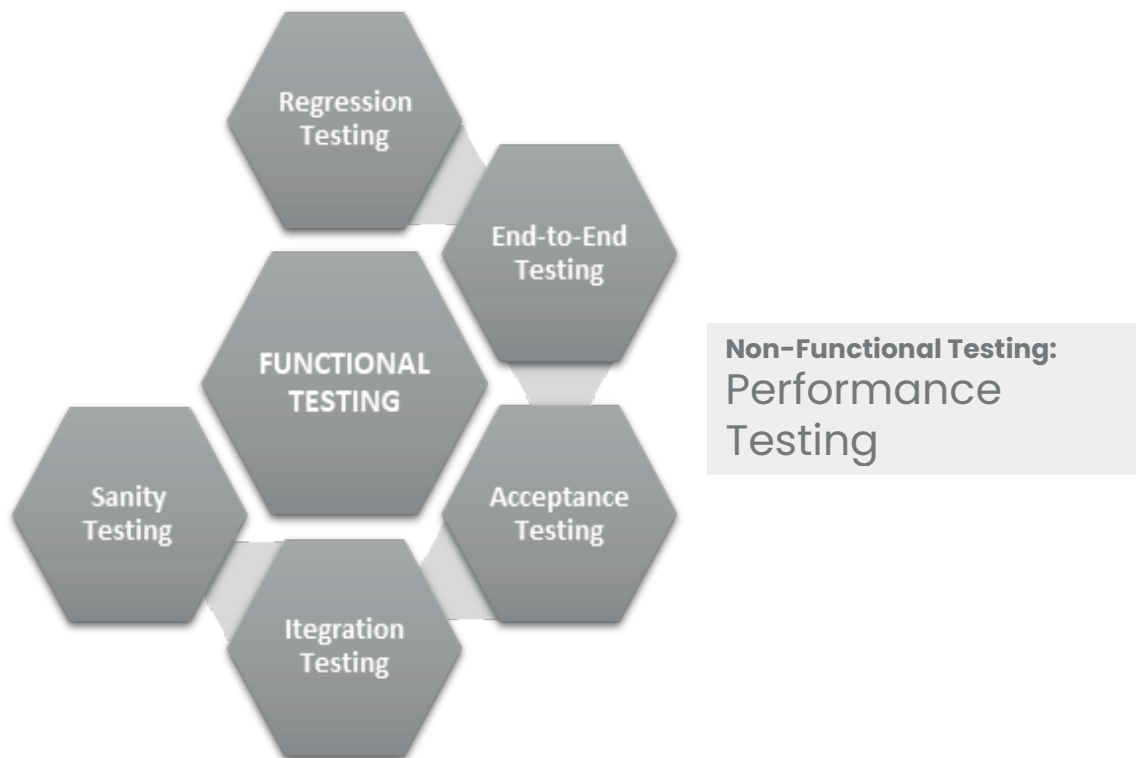 Regression
Testing
End-to-End
Testing
FUNCTIONAL
TESTING
Non-Functional Testing:
Performance
Testing
Sanity
Testing
Acceptance
Testing
Itegration
Testing